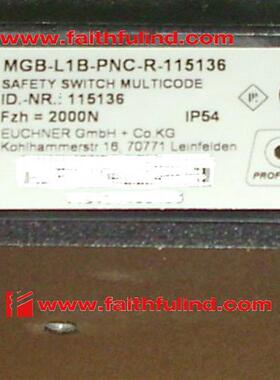 www.faithfulind.com
MGB-L1B-PNC-R-115136
SAFETY SWITCH MULTICODE
ID.-NR.: 115136
Fzh = 2000N IP54
EUCHNER GmbH + Co KG
Kohlhammerstr 16, 70771 Leinfelden
PROF
www.faithfulind.com